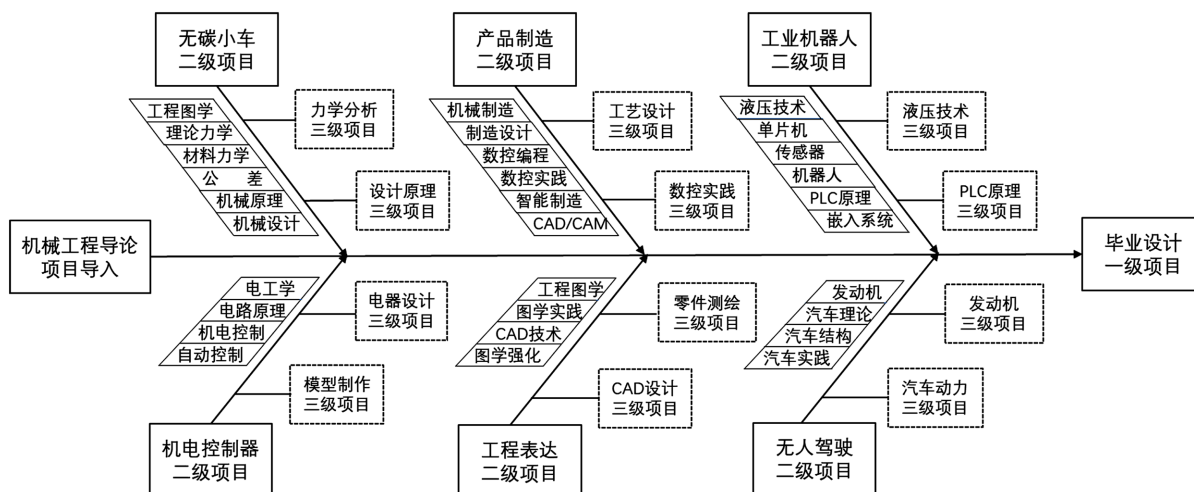 无碳小车
二级项目
产品制造
二级项目
工业机器人
二级项目
工程图学
理论力学
材料力学
公 差
机械原理
机械设计
力学分析
三级项目
设计原理
三级项目
机械制造
制造设计
数控编程
数控实践
智能制造
CAD/CAM
工艺设计
三级项目
数控实践
三级项目
液压技术
单片机
传感器
机器人
PLC原理
嵌入系统
液压技术
三级项目
PLC原理
三级项目
机械工程导论
项目导入
毕业设计
一级项目
电工学
电路原理
机电控制
自动控制
电器设计
三级项目
模型制作
三级项目
工程图学
图学实践
CAD技术
图学强化
零件测绘
三级项目
CAD设计
三级项目
发动机
汽车理论
汽车结构
汽车实践
发动机
三级项目
汽车动力
三级项目
机电控制器
二级项目
工程表达
二级项目
无人驾驶
二级项目